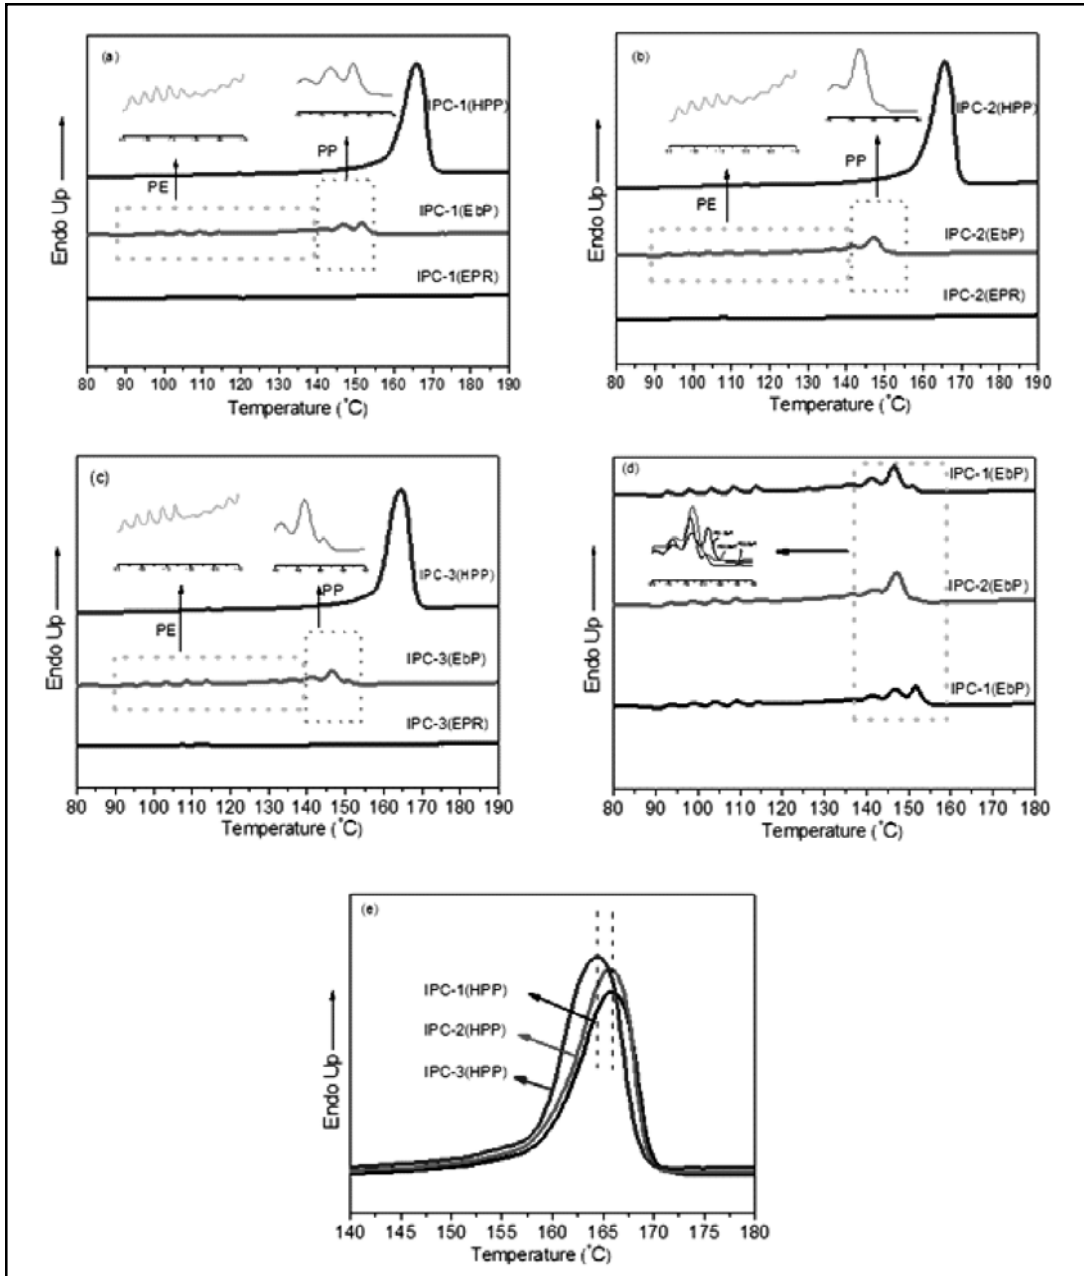 (a)
IPC-1(HPP)
PP
PE
IPC-1(EbP)
IPC-1(EPR)
Endo Up
80 90 100 110 120 130 140 150 160 170 180 190
Temperature (°C)
(b)
IPC-2(HPP)
PP
PE
IPC-2(EbP)
IPC-2(EPR)
Endo Up
80 90 100 110 120 130 140 150 160 170 180 190
Temperature (°C)
(c)
IPC-3(HPP)
PP
PE
IPC-3(EbP)
IPC-3(EPR)
Endo Up
80 90 100 110 120 130 140 150 160 170 180 190
Temperature (°C)
(d)
IPC-1(EbP)
IPC-2(EbP)
IPC-1(EbP)
Endo Up
80 90 100 110 120 130 140 150 160 170 180
Temperature (°C)
(e)
IPC-1(HPP)
IPC-2(HPP)
IPC-3(HPP)
Endo Up
140 145 150 155 160 165 170 175 180
Temperature (°C)